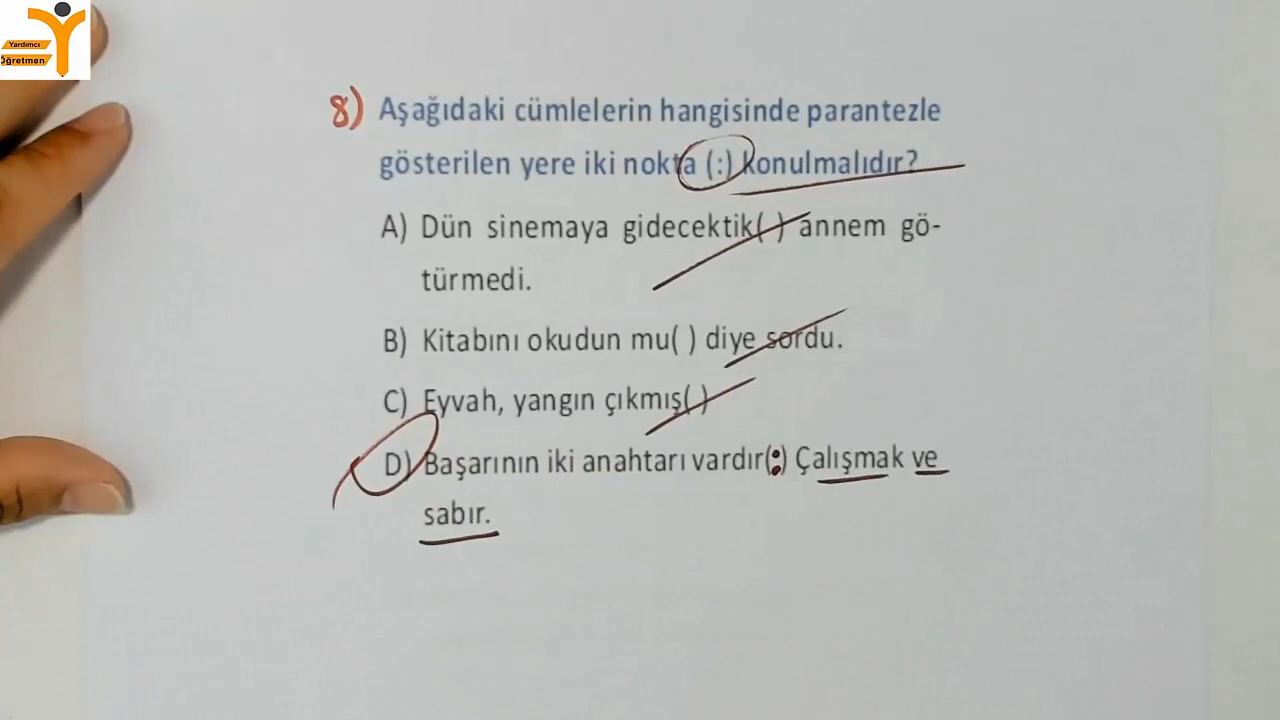 Yardımcı
Öğretmen
8) Aşağıdaki cümlelerin hangisinde parantezle
gösterilen yere iki nokta (:) konulmalıdır?
A) Dün sinemaya gidecektik( ) annem gö-
türmedi.
B) Kitabını okudun mu( ) diye sordu.
C) Eyvah, yangın çıkmış( )
D) Başarının iki anahtarı vardır(:) Çalışmak ve
sabır.